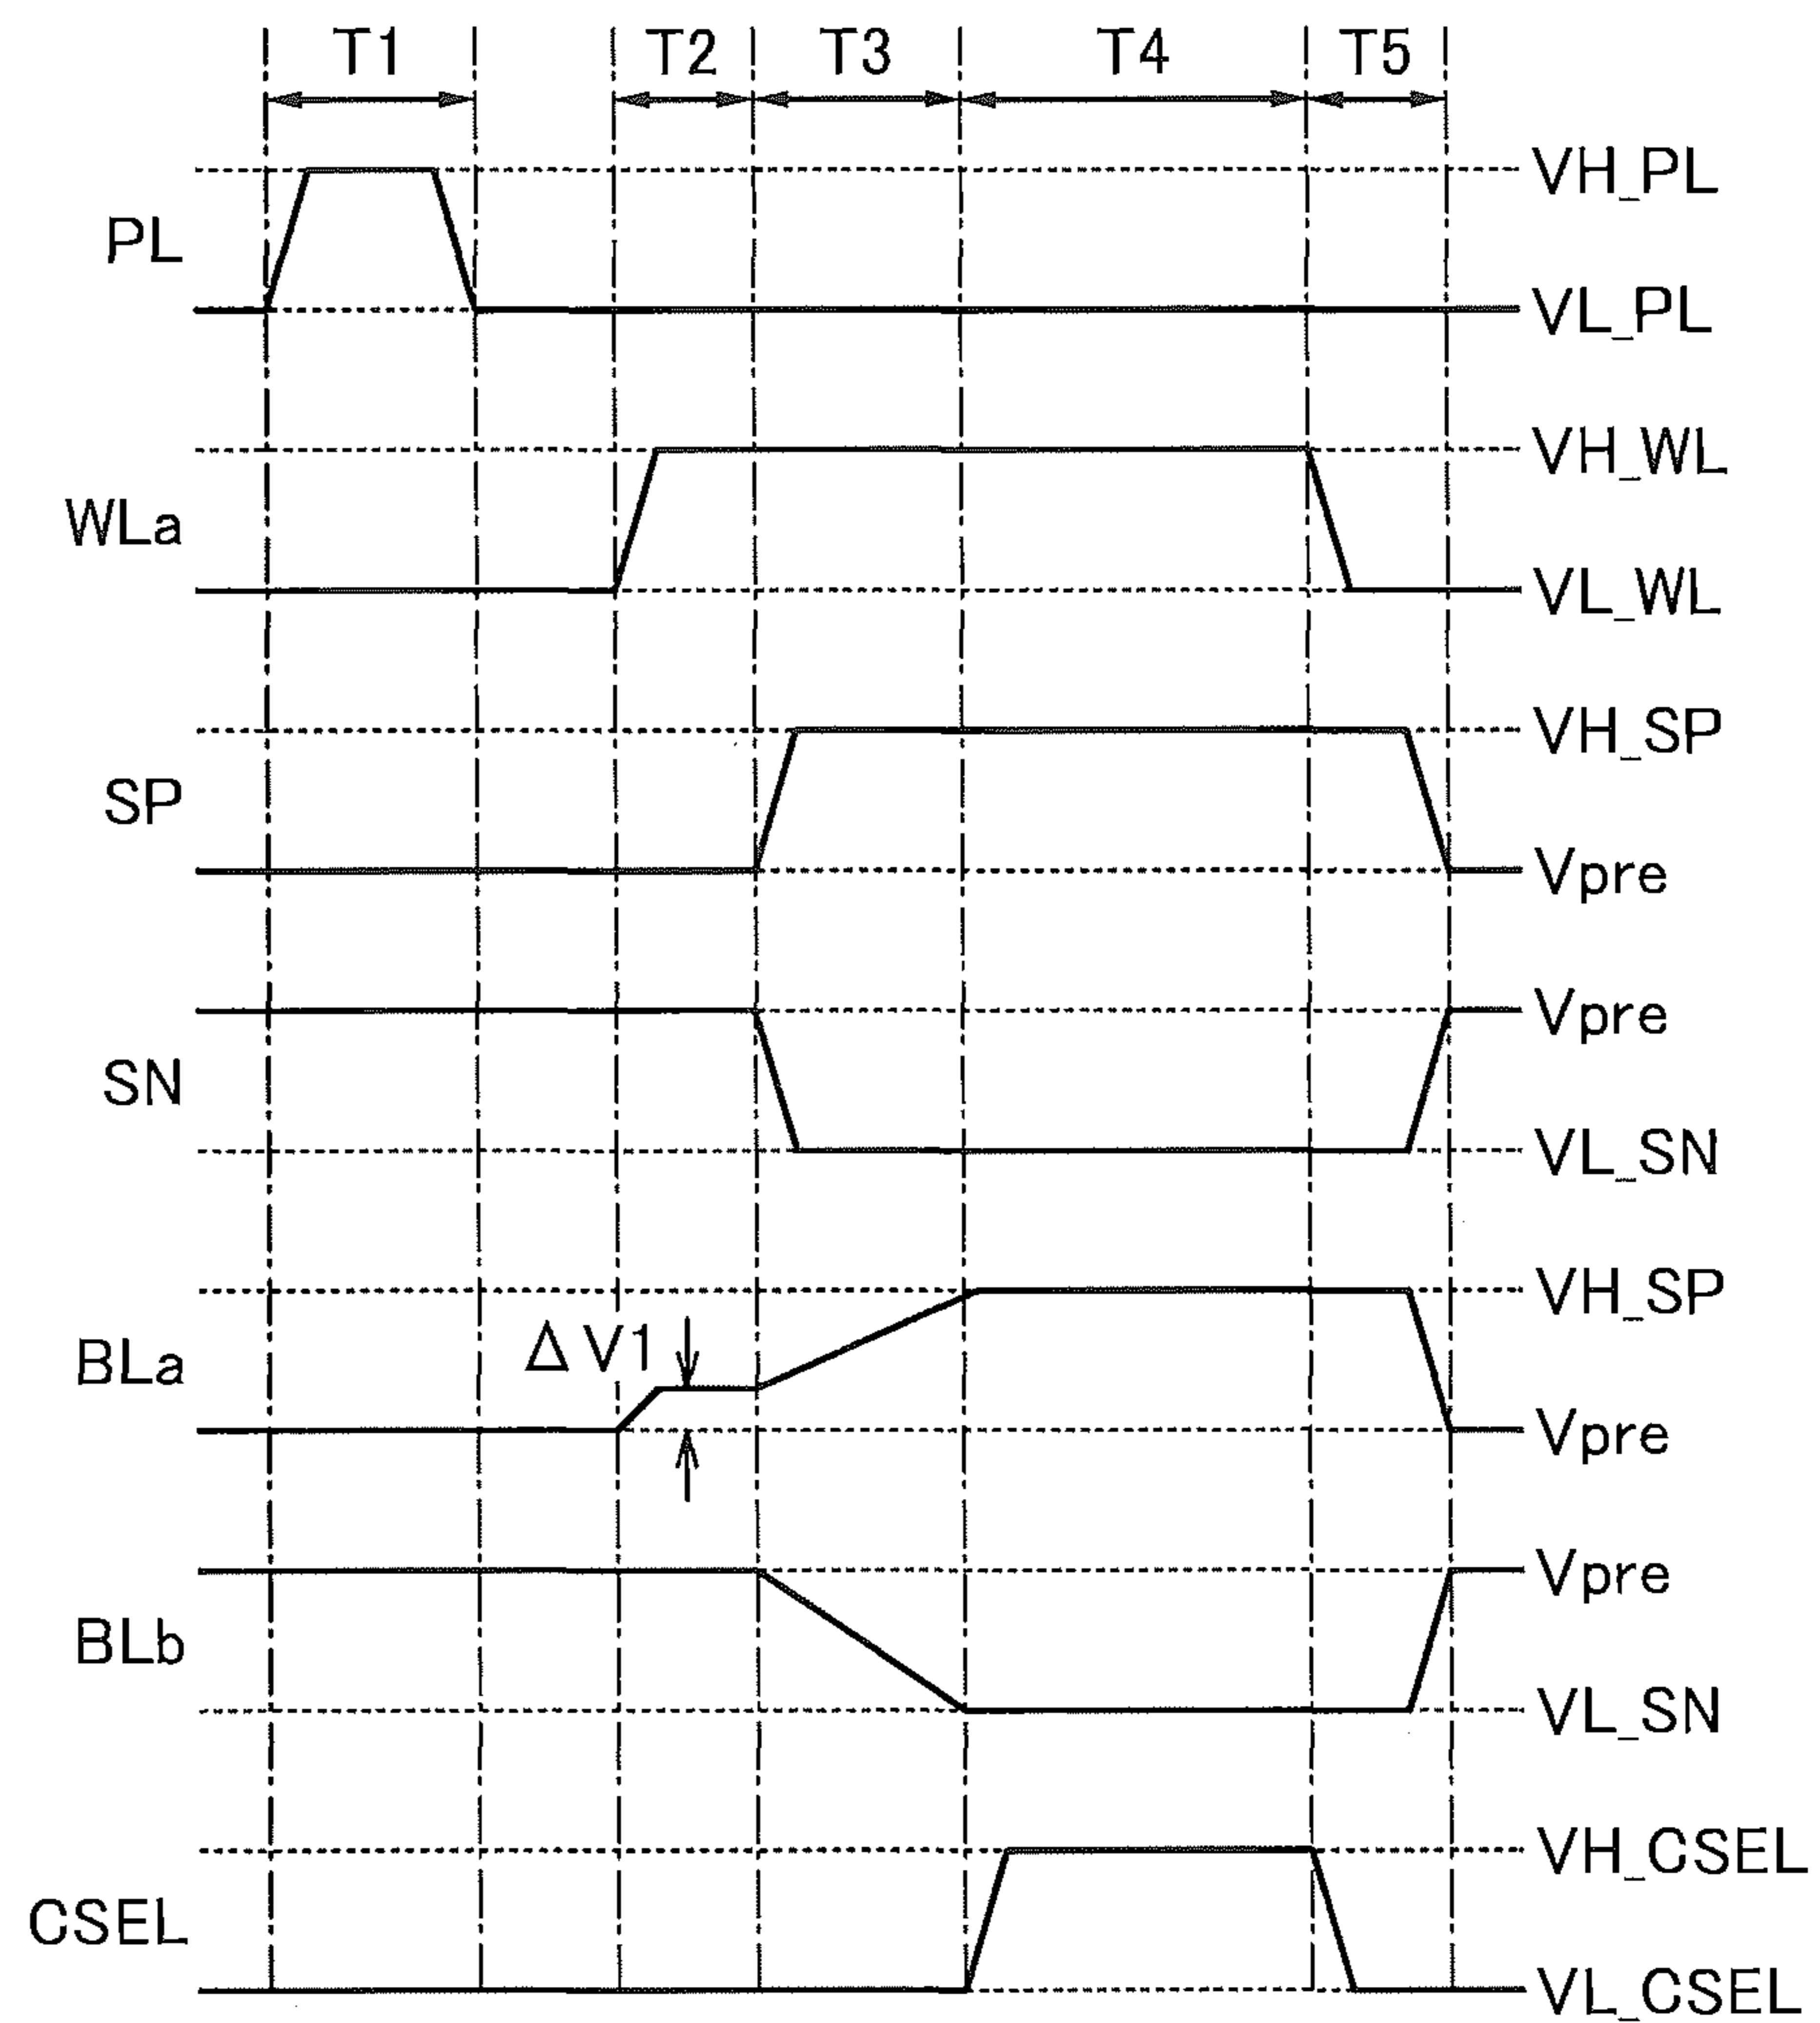 T1 T2 T3 T4 T5
VH_PL
PL
VL_PL
VH_WL
WLa
VL_WL
VH_SP
SP
Vpre
Vpre
SN
VL_SN
VH_SP
ΔV1
BLa
Vpre
Vpre
BLb
VL_SN
VH_CSEL
CSEL
VL_CSEL